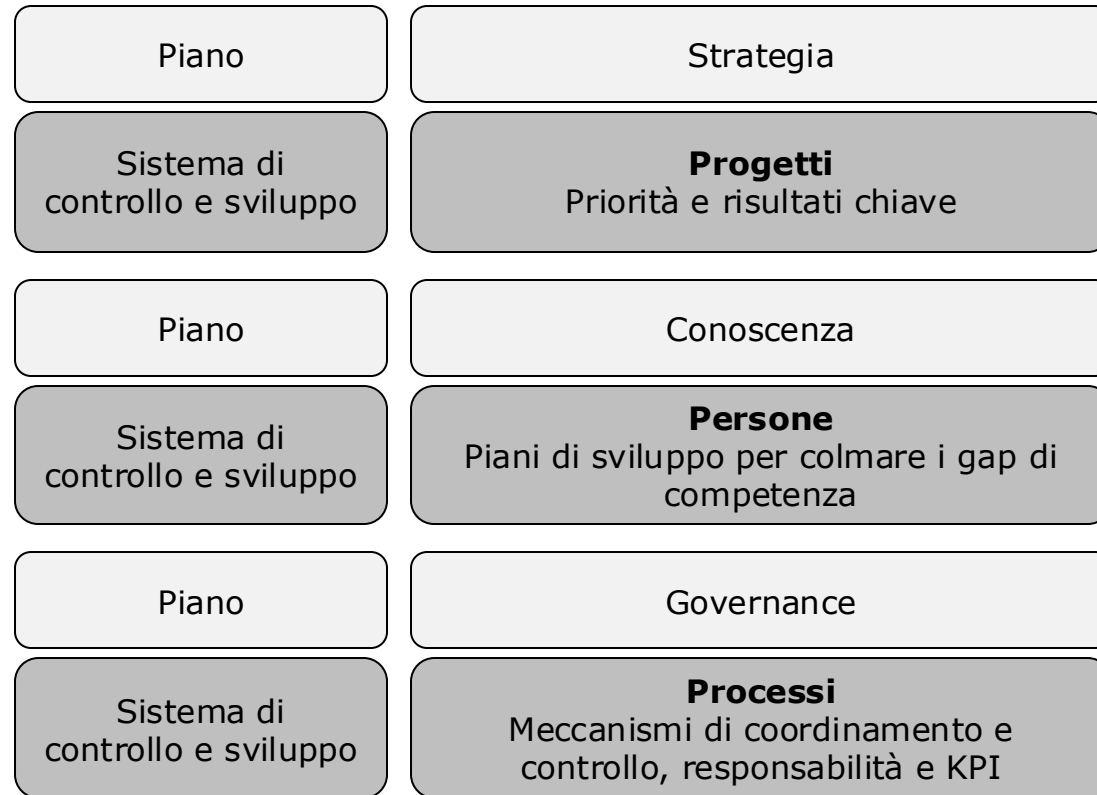 Piano
Strategia
Sistema di
controllo e sviluppo
Progetti
Priorità e risultati chiave
Piano
Conoscenza
Sistema di
controllo e sviluppo
Persone
Piani di sviluppo per colmare i gap di
competenza
Piano
Governance
Sistema di
controllo e sviluppo
Processi
Meccanismi di coordinamento e
controllo, responsabilità e KPI